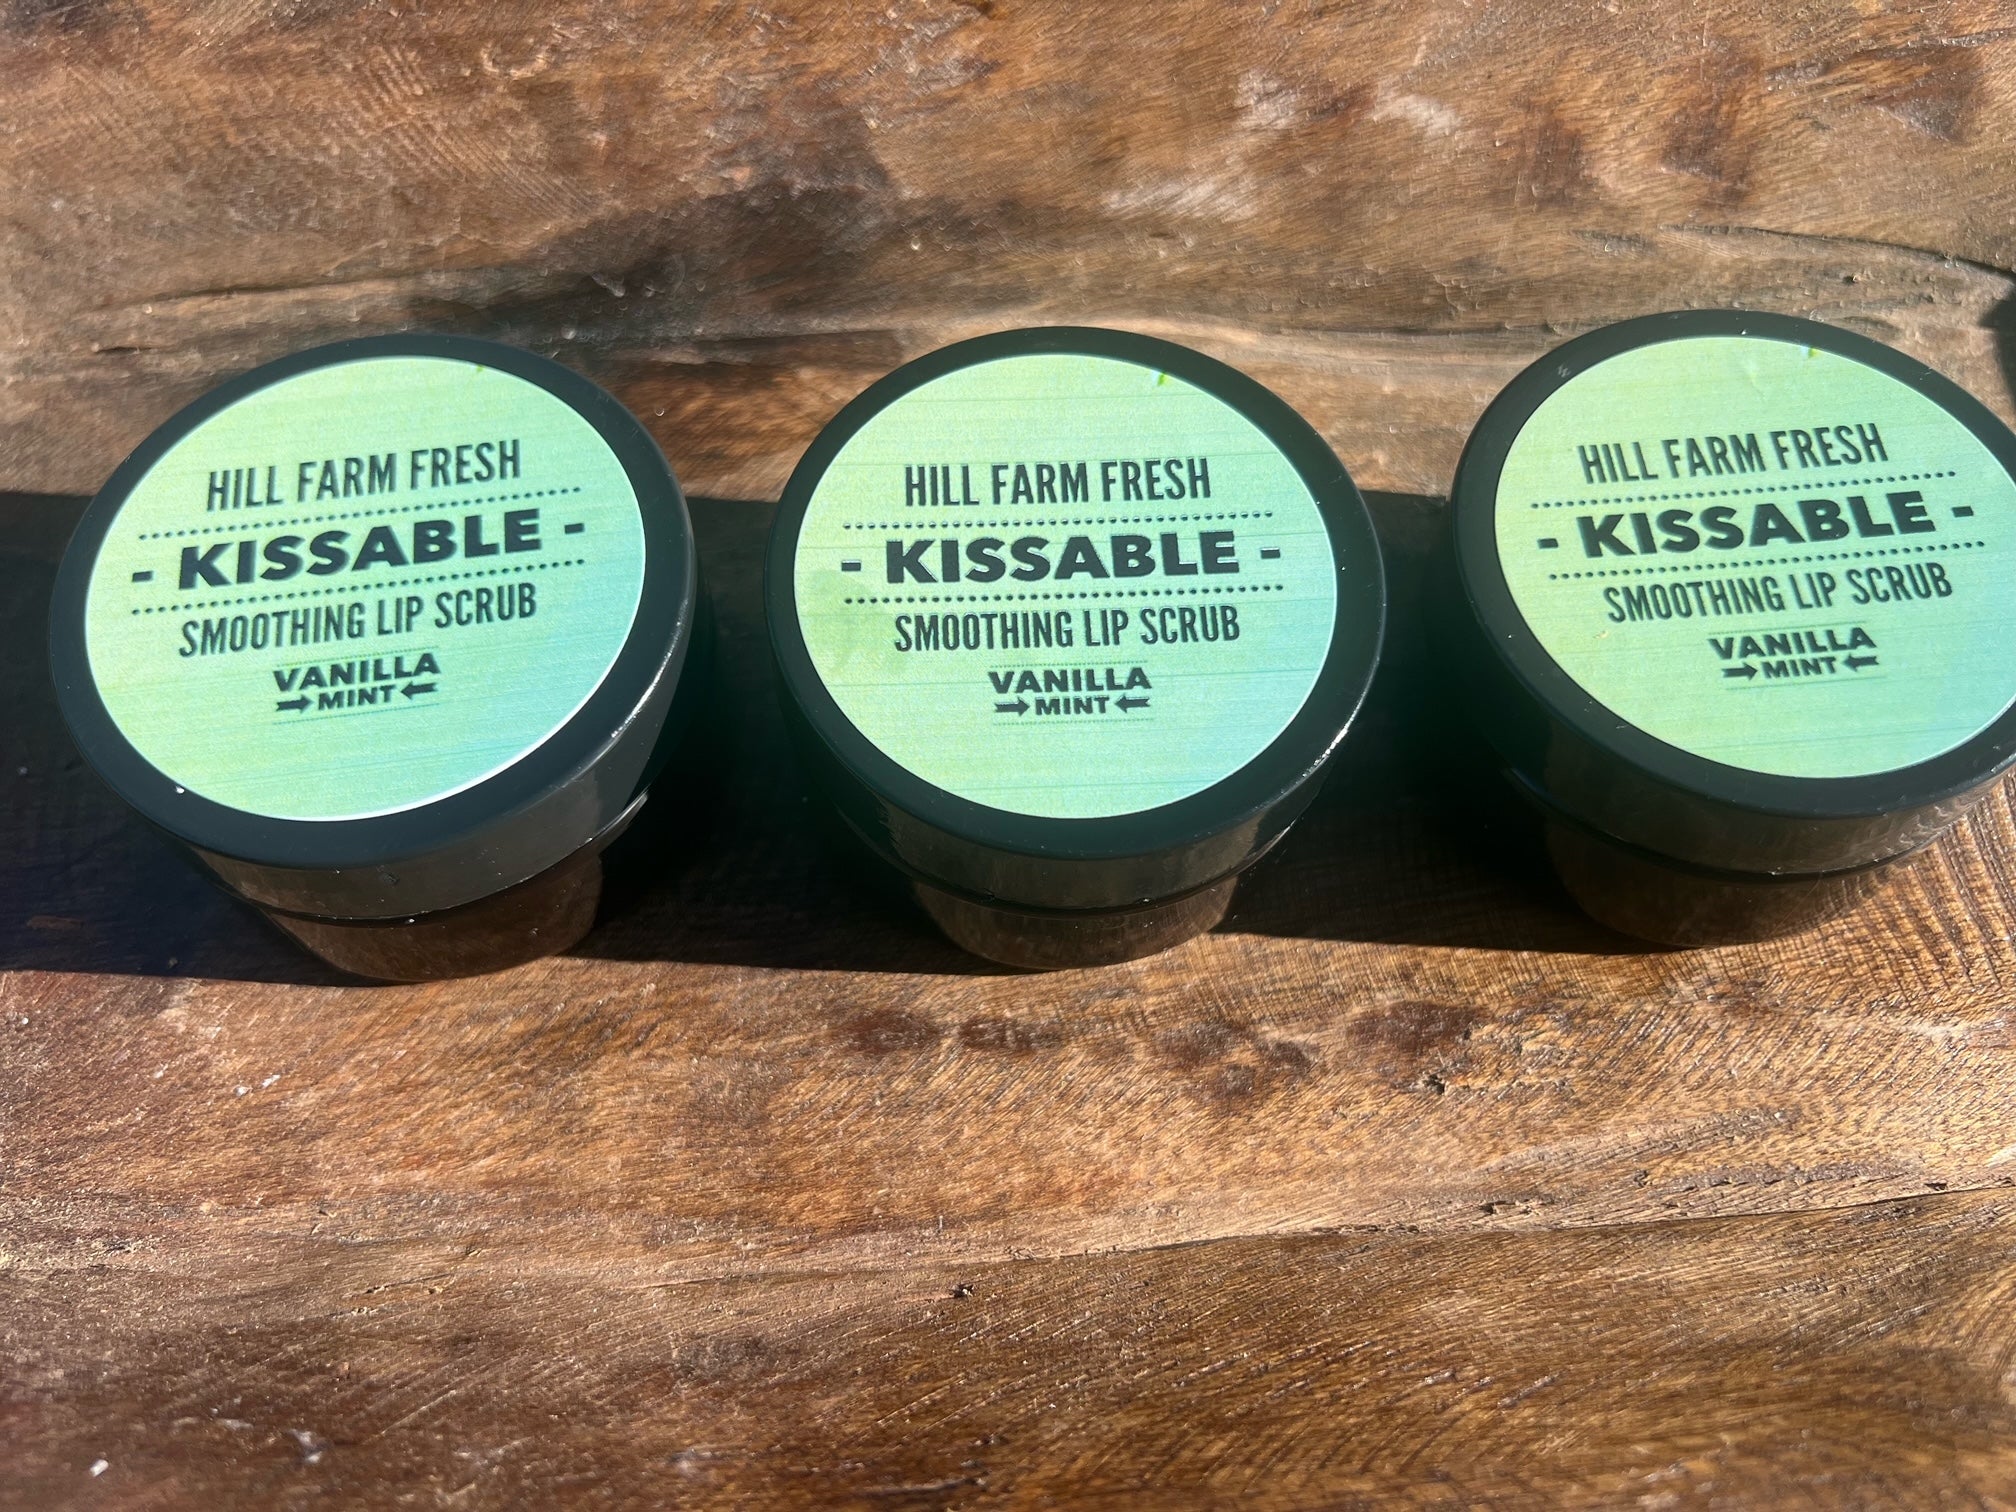 HILL FARM FRESH
- KISSABLE -
SMOOTHING LIP SCRUB
VANILLA
MINT
HILL FARM FRESH
- KISSABLE -
SMOOTHING LIP SCRUB
VANILLA
MINT
HILL FARM FRESH
- KISSABLE -
SMOOTHING LIP SCRUB
VANILLA
MINT